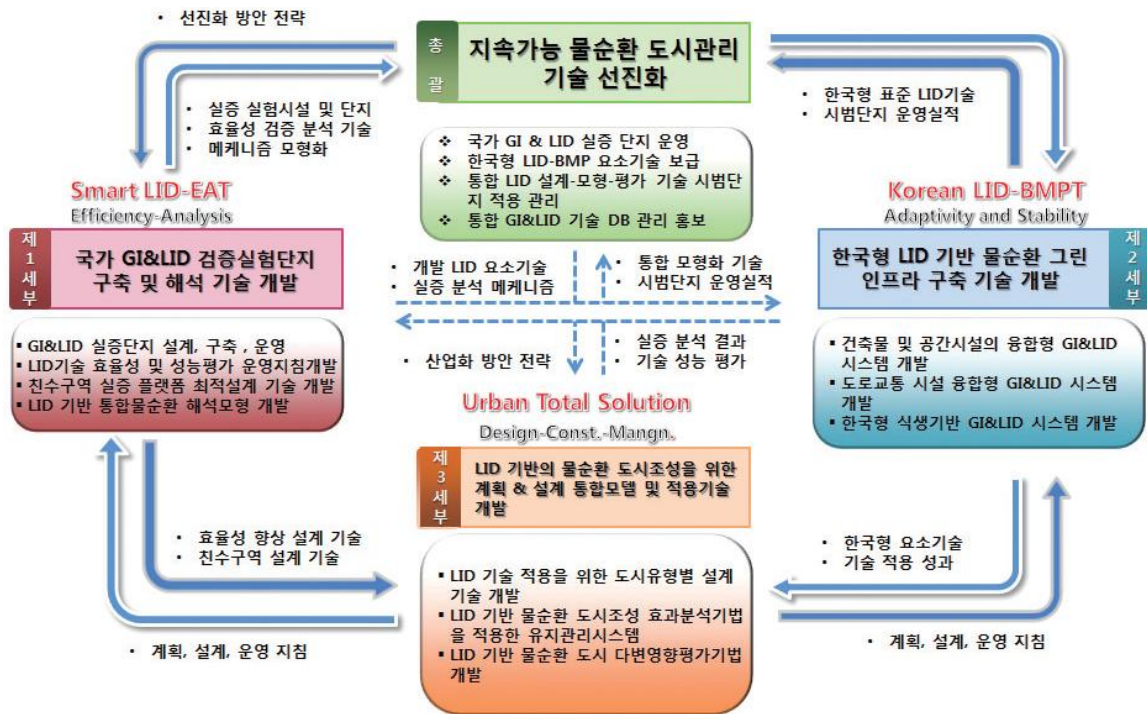 • 선진화 방안 전략
총괄
지속가능 물순환 도시관리
기술 선진화
• 실증 실험시설 및 단지
• 효율성 검증 분석 기술
• 메케니즘 모형화
• 한국형 표준 LID기술
• 시범단지 운영실적
❖ 국가 GI & LID 실증 단지 운영
❖ 한국형 LID-BMP 요소기술 보급
❖ 통합 LID 설계-모형-평가 기술 시범단
지 적용 관리
❖ 통합 GI&LID 기술 DB 관리 홍보
Smart LID-EAT
Efficiency-Analysis
제1세부
국가 GI&LID 검증실험단지
구축 및 해석 기술 개발
▪ GI&LID 실증단지 설계, 구축 , 운영
▪ LID기술 효율성 및 성능평가 운영지침개발
▪ 친수구역 실증 플랫폼 최적설계 기술 개발
▪ LID 기반 통합물순환 해석모형 개발
Korean LID-BMPT
Adaptivity and Stability
한국형 LID 기반 물순환 그린
인프라 구축 기술 개발
제2세부
▪ 건축물 및 공간시설의 융합형 GI&LID
시스템 개발
▪ 도로교통 시설 융합형 GI&LID 시스템
개발
▪ 한국형 식생기반 GI&LID 시스템 개발
• 개발 LID 요소기술
• 실증 분석 메케니즘
• 통합 모형화 기술
• 시범단지 운영실적
• 산업화 방안 전략
• 실증 분석 결과
• 기술 성능 평가
Urban Total Solution
Design-Const.-Mangn.
제3세부
LID 기반의 물순환 도시조성을 위한
계획 & 설계 통합모델 및 적용기술
개발
▪ LID 기술 적용을 위한 도시유형별 설계
기술 개발
▪ LID 기반 물순환 도시조성 효과분석기법
을 적용한 유지관리시스템
▪ LID 기반 물순환 도시 다변영향평가기법
개발
• 효율성 향상 설계 기술
• 친수구역 설계 기술
• 계획, 설계, 운영 지침
• 한국형 요소기술
• 기술 적용 성과
• 계획, 설계, 운영 지침